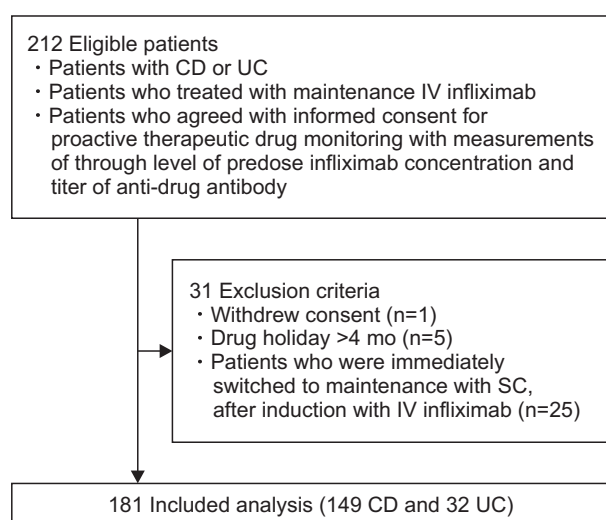 212 Eligible patients
· Patients with CD or UC
· Patients who treated with maintenance IV infliximab
· Patients who agreed with informed consent for
proactive therapeutic drug monitoring with measurements
of through level of predose infliximab concentration and
titer of anti-drug antibody
31 Exclusion criteria
· Withdrew consent (n=1)
· Drug holiday >4 mo (n=5)
· Patients who were immediately
switched to maintenance with SC,
after induction with IV infliximab (n=25)
181 Included analysis (149 CD and 32 UC)